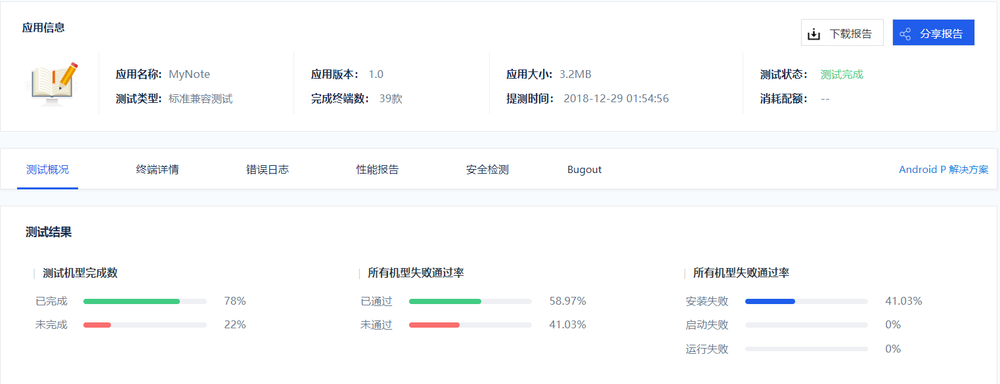 应用信息
下载报告
分享报告
应用名称: MyNote
应用版本: 1.0
应用大小: 3.2MB
测试状态: 测试完成
测试类型: 标准兼容测试
完成终端数: 39款
提测时间: 2018-12-29 01:54:56
消耗配额: --
测试概况
终端详情
错误日志
性能报告
安全检测
Bugout
Android P 解决方案
测试结果
测试机型完成数
已完成 78%
未完成 22%
所有机型失败通过率
已通过 58.97%
未通过 41.03%
所有机型失败通过率
安装失败 41.03%
启动失败 0%
运行失败 0%